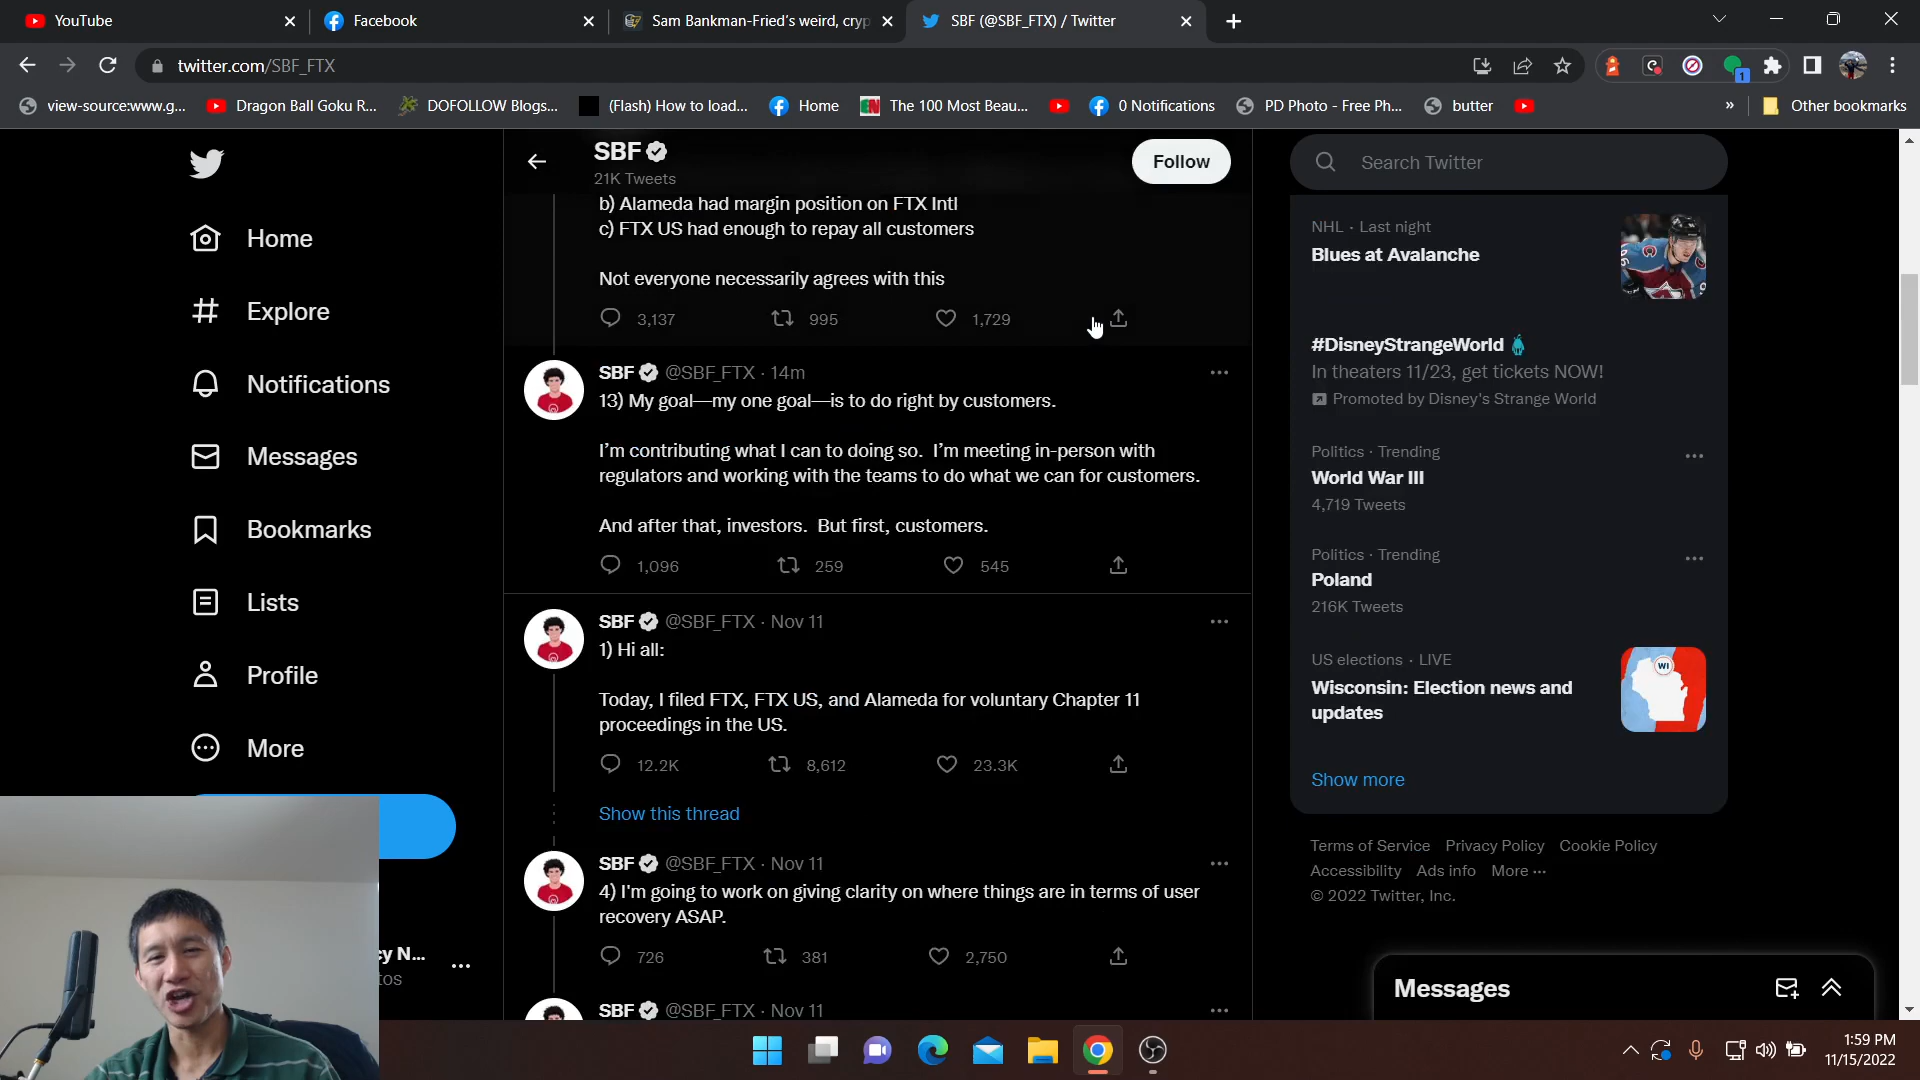 YouTube
Facebook
Sam Bankman-Fried's weird, cryp
SBF (@SBF_FTX) / Twitter
twitter.com/SBF_FTX
1
view-source:www.g...
Dragon Ball Goku R...
DOFOLLOW Blogs...
(Flash) How to load...
Home
The 100 Most Beau...
0 Notifications
PD Photo - Free Ph...
butter
»
Other bookmarks
Home
Explore
Notifications
Messages
Bookmarks
Lists
Profile
More
cy N...
tos
SBF
21K Tweets
Follow
b) Alameda had margin position on FTX Intl
c) FTX US had enough to repay all customers
Not everyone necessarily agrees with this
3,137 995 1,729
SBF @SBF_FTX · 14m
13) My goal—my one goal—is to do right by customers.
I'm contributing what I can to doing so. I'm meeting in-person with
regulators and working with the teams to do what we can for customers.
And after that, investors. But first, customers.
1,096 259 545
SBF @SBF_FTX · Nov 11
1) Hi all:
Today, I filed FTX, FTX US, and Alameda for voluntary Chapter 11
proceedings in the US.
12.2K 8,612 23.3K
Show this thread
SBF @SBF_FTX · Nov 11
4) I'm going to work on giving clarity on where things are in terms of user
recovery ASAP.
726 381 2,750
SBF @SBF_FTX · Nov 11
Search Twitter
NHL · Last night
Blues at Avalanche
#DisneyStrangeWorld
In theaters 11/23, get tickets NOW!
Promoted by Disney's Strange World
Politics · Trending
World War III
4,719 Tweets
Politics · Trending
Poland
216K Tweets
US elections · LIVE
Wisconsin: Election news and
updates
WI
Show more
Terms of Service Privacy Policy Cookie Policy
Accessibility Ads info More ···
© 2022 Twitter, Inc.
Messages
1:59 PM
11/15/2022